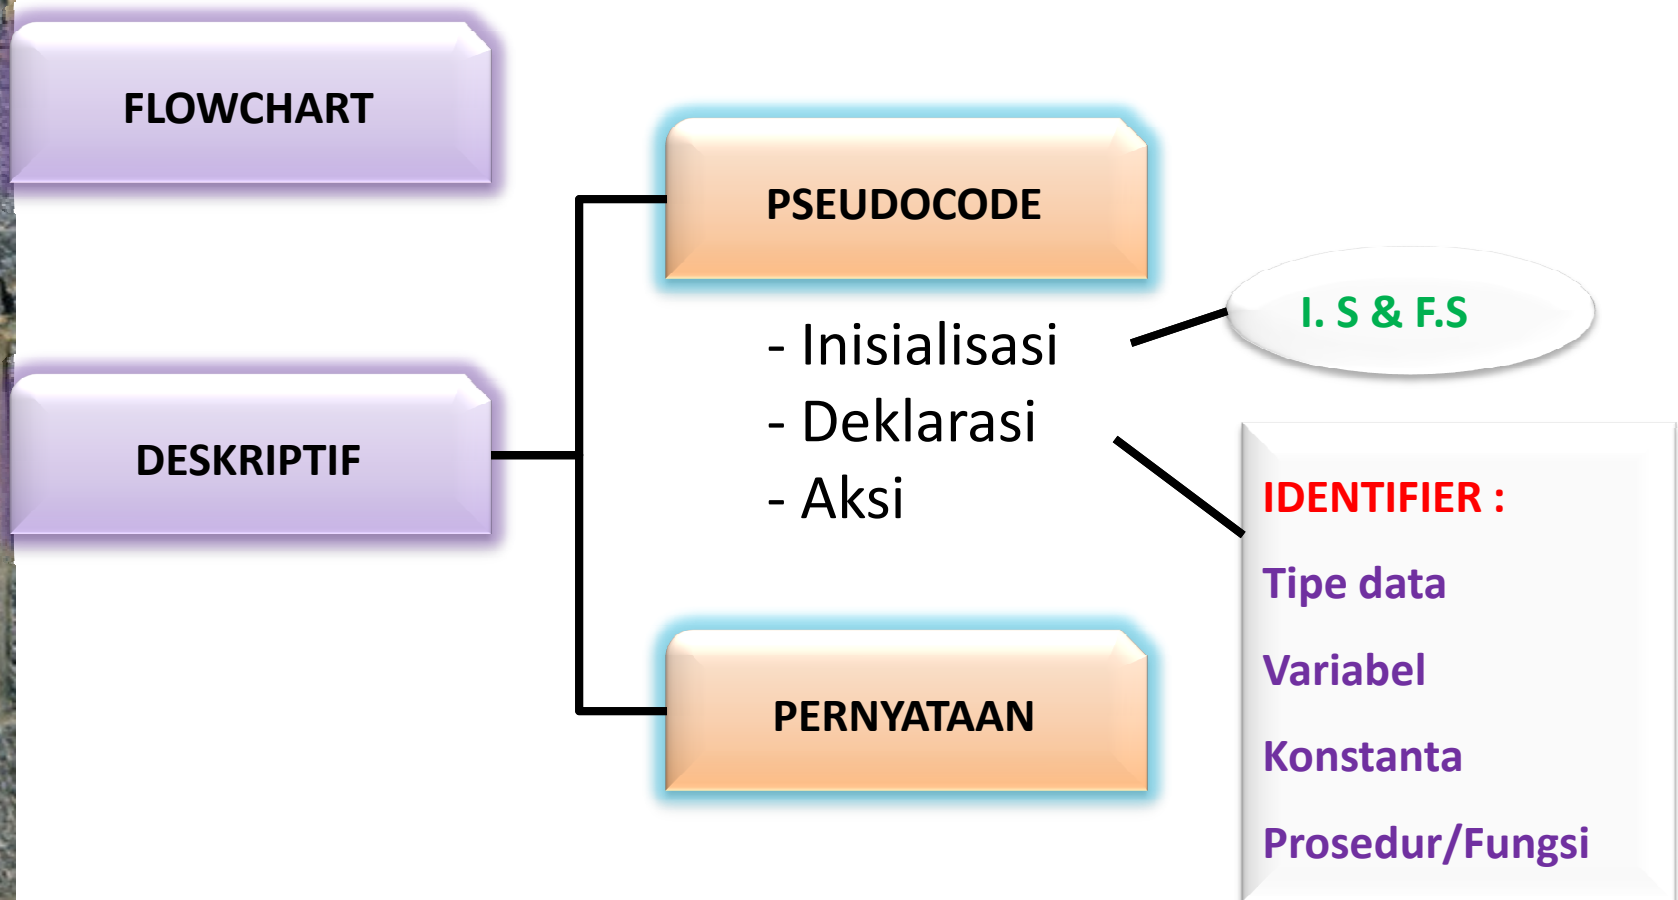 FLOWCHART
DESKRIPTIF
PSEUDOCODE
- Inisialisasi
- Deklarasi
- Aksi
PERNYATAAN
I. S & F.S
IDENTIFIER :
Tipe data
Variabel
Konstanta
Prosedur/Fungsi